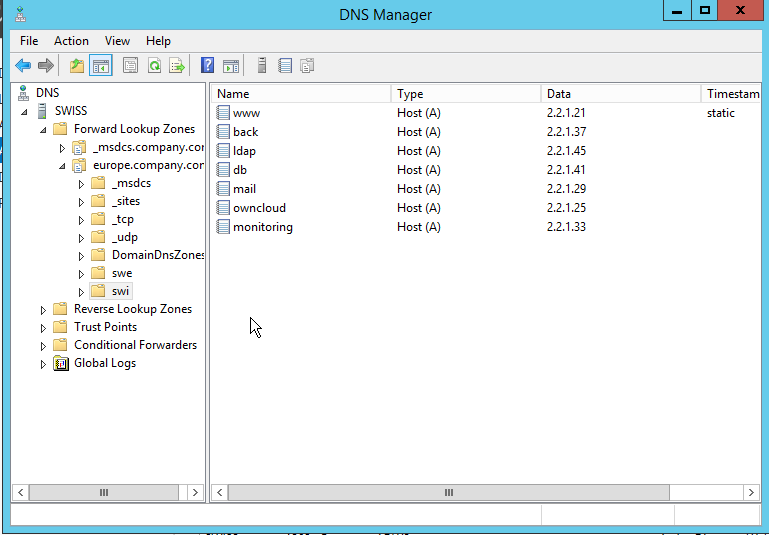 DNS Manager
File Action View Help
DNS
SWISS
Forward Lookup Zones
_msdcs.company.cor
europe.company.con
_msdcs
_sites
_tcp
_udp
DomainDnsZones
swe
swi
Reverse Lookup Zones
Trust Points
Conditional Forwarders
Global Logs
Name Type Data Timestam
www Host (A) 2.2.1.21 static
back Host (A) 2.2.1.37
ldap Host (A) 2.2.1.45
db Host (A) 2.2.1.41
mail Host (A) 2.2.1.29
owncloud Host (A) 2.2.1.25
monitoring Host (A) 2.2.1.33